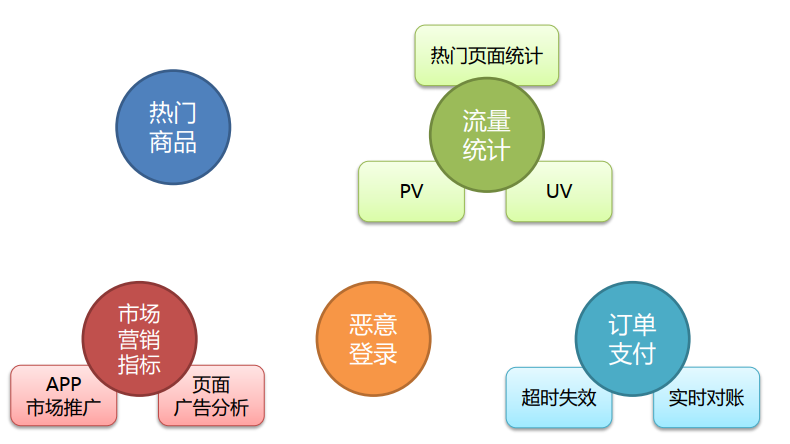 热门页面统计
热门
商品
流量
统计
PV
UV
市场
营销
指标
APP
市场推广
页面
广告分析
恶意
登录
订单
支付
超时失效
实时对账